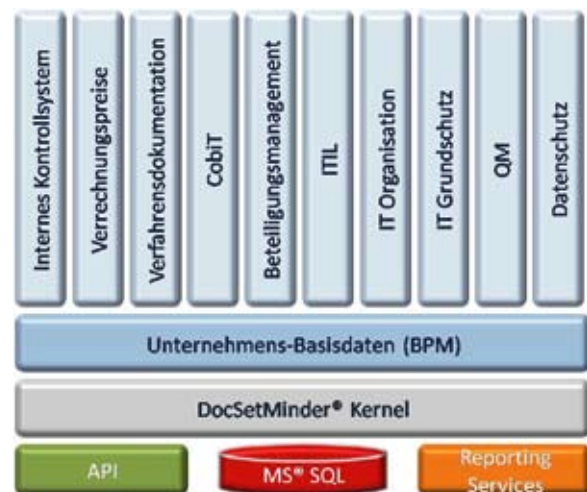 Internes Kontrollsystem
Verrechnungspreise
Verfahrensdokumentation
CobiT
Beteiligungsmanagement
ITIL
IT Organisation
IT Grundschutz
QM
Datenschutz
Unternehmens-Basisdaten (BPM)
DocSetMinder® Kernel
API
MS® SQL
Reporting
Services